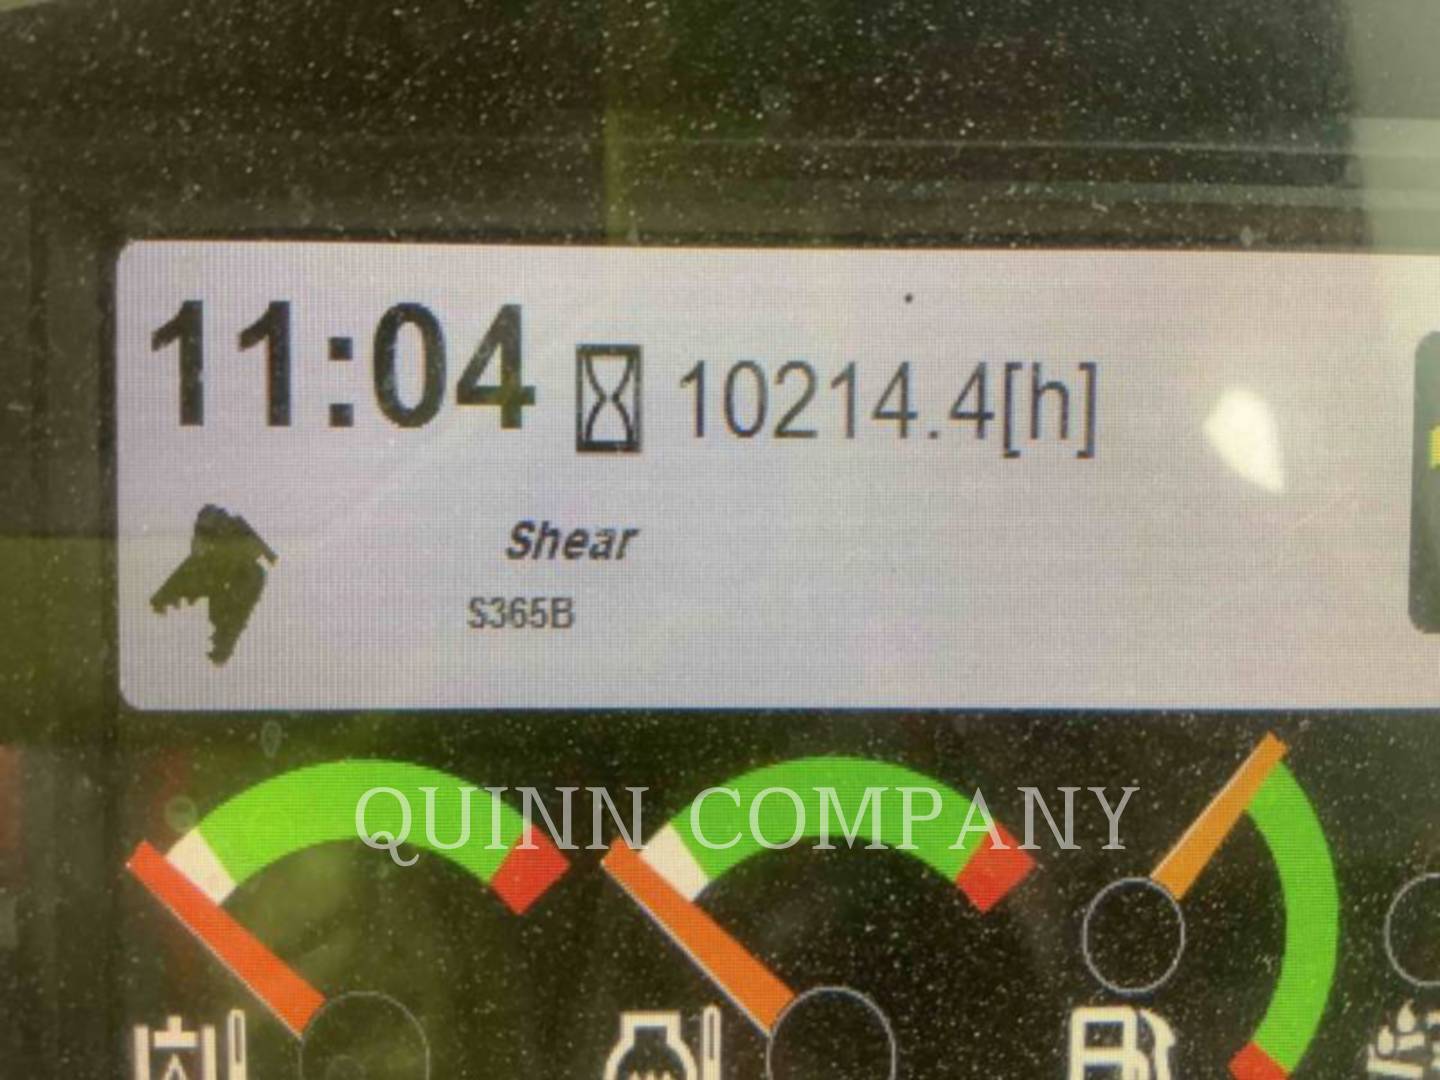 11:04 10214.4[h]
Shear
S365B
QUINN COMPANY